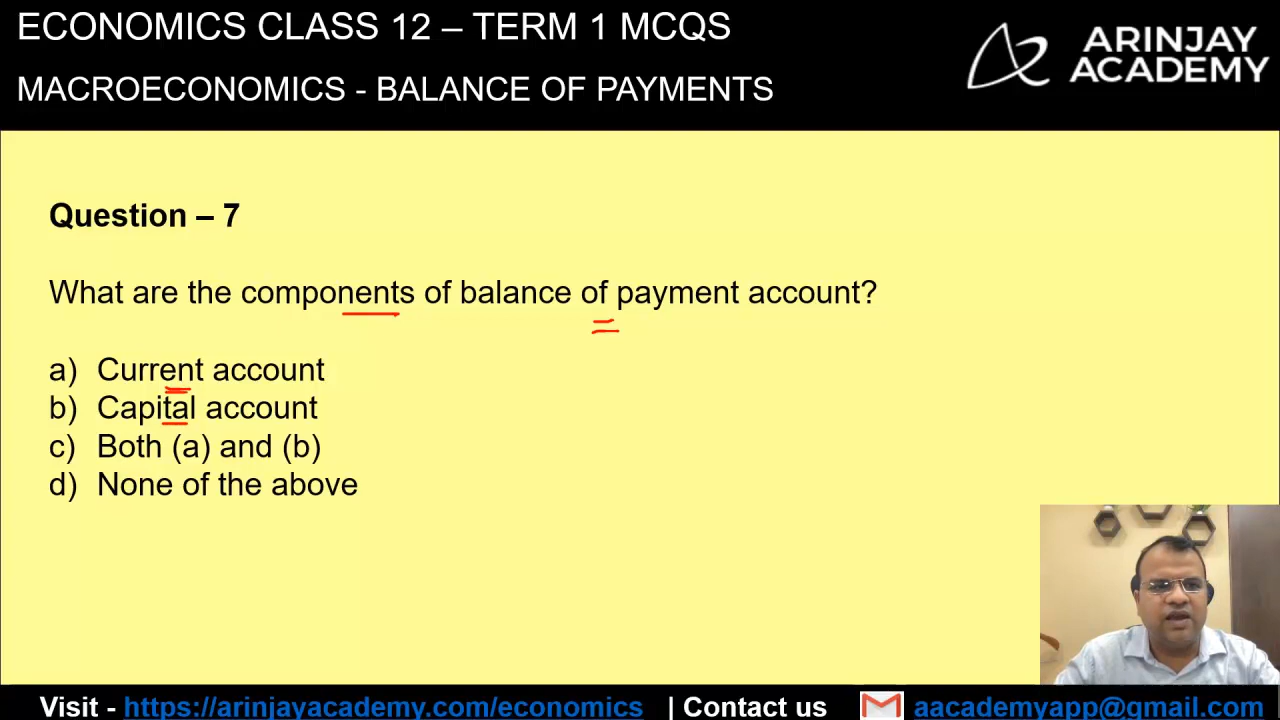 ECONOMICS CLASS 12 – TERM 1 MCQS
MACROECONOMICS - BALANCE OF PAYMENTS
ARINJAY
ACADEMY
Question – 7
What are the components of balance of payment account?
a) Current account
b) Capital account
c) Both (a) and (b)
d) None of the above
Visit - https://arinjayacademy.com/economics | Contact us aacademyapp@gmail.com